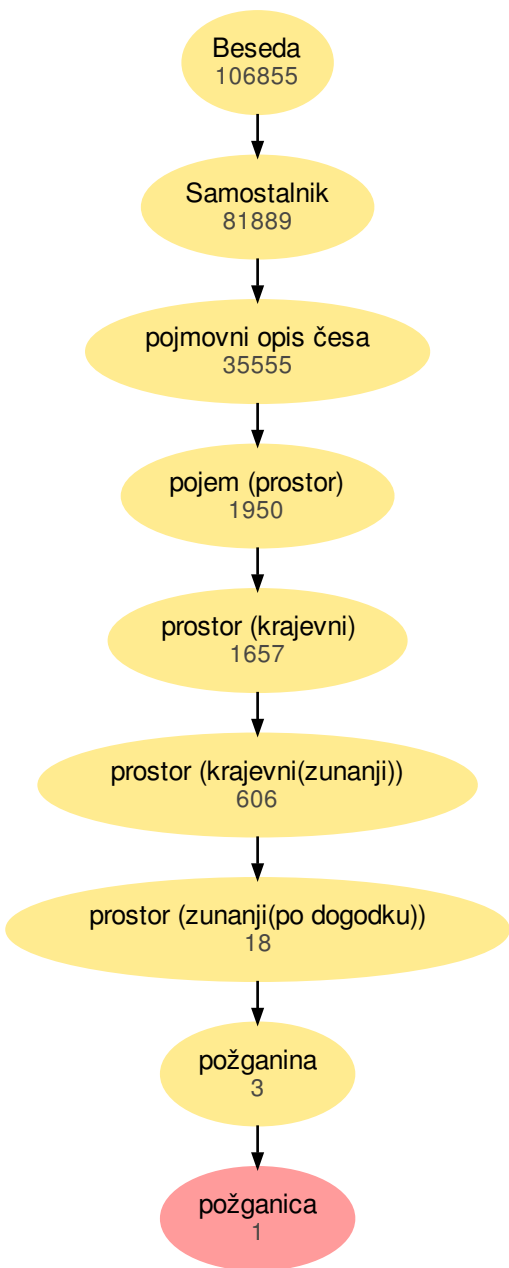 Beseda
106855
Samostalnik
81889
pojmovni opis česa
35555
pojem (prostor)
1950
prostor (krajevni)
1657
prostor (krajevni(zunanji))
606
prostor (zunanji(po dogodku))
18
požganina
3
požganica
1